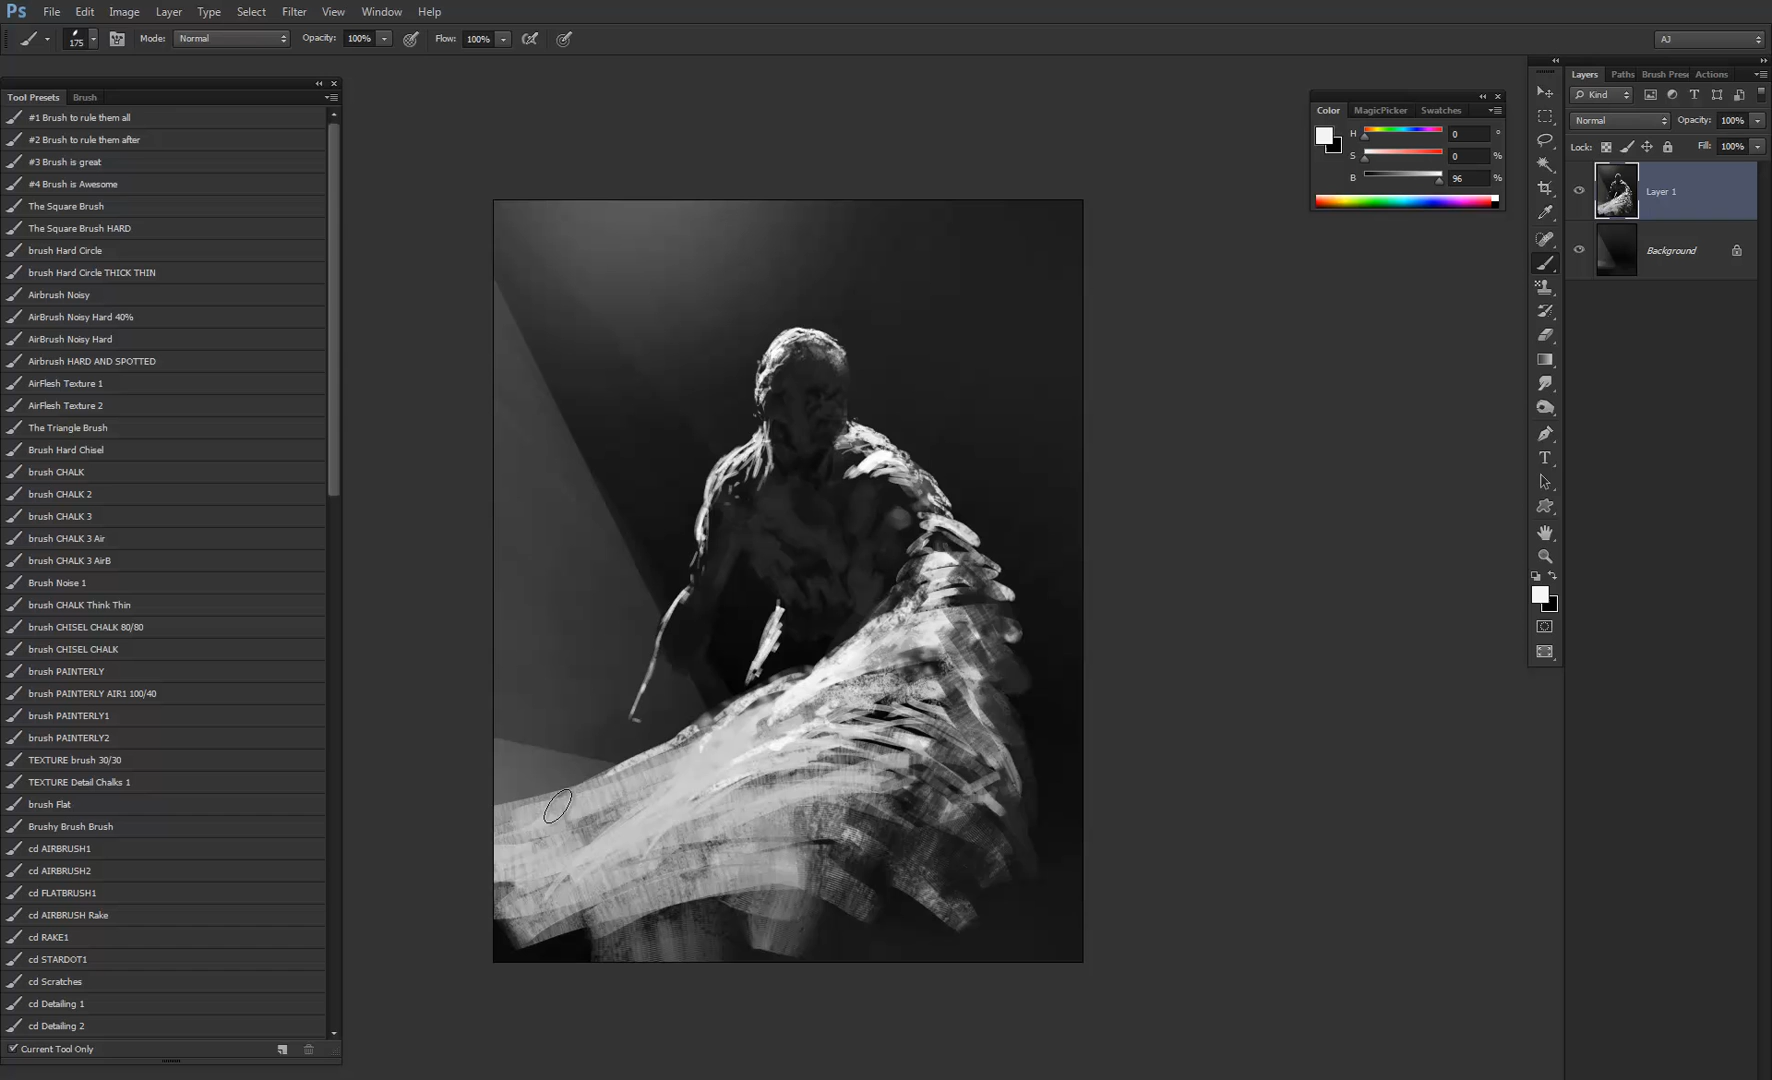 Ps File Edit Image Layer Type Select Filter View Window Help
175 Mode: Normal Opacity: 100% Flow: 100% AJ
Tool Presets Brush
#1 Brush to rule them all
#2 Brush to rule them after
#3 Brush is great
#4 Brush is Awesome
The Square Brush
The Square Brush HARD
brush Hard Circle
brush Hard Circle THICK THIN
Airbrush Noisy
AirBrush Noisy Hard 40%
AirBrush Noisy Hard
Airbrush HARD AND SPOTTED
AirFlesh Texture 1
AirFlesh Texture 2
The Triangle Brush
Brush Hard Chisel
brush CHALK
brush CHALK 2
brush CHALK 3
brush CHALK 3 Air
brush CHALK 3 AirB
Brush Noise 1
brush CHALK Think Thin
brush CHISEL CHALK 80/80
brush CHISEL CHALK
brush PAINTERLY
brush PAINTERLY AIR1 100/40
brush PAINTERLY1
brush PAINTERLY2
TEXTURE brush 30/30
TEXTURE Detail Chalks 1
brush Flat
Brushy Brush Brush
cd AIRBRUSH1
cd AIRBRUSH2
cd FLATBRUSH1
cd AIRBRUSH Rake
cd RAKE1
cd STARDOT1
cd Scratches
cd Detailing 1
cd Detailing 2
Current Tool Only
Color MagicPicker Swatches
H 0 °
S 0 %
B 96 %
Layers Paths Brush Pres Actions
Kind
Normal Opacity: 100%
Lock: Fill: 100%
Layer 1
Background